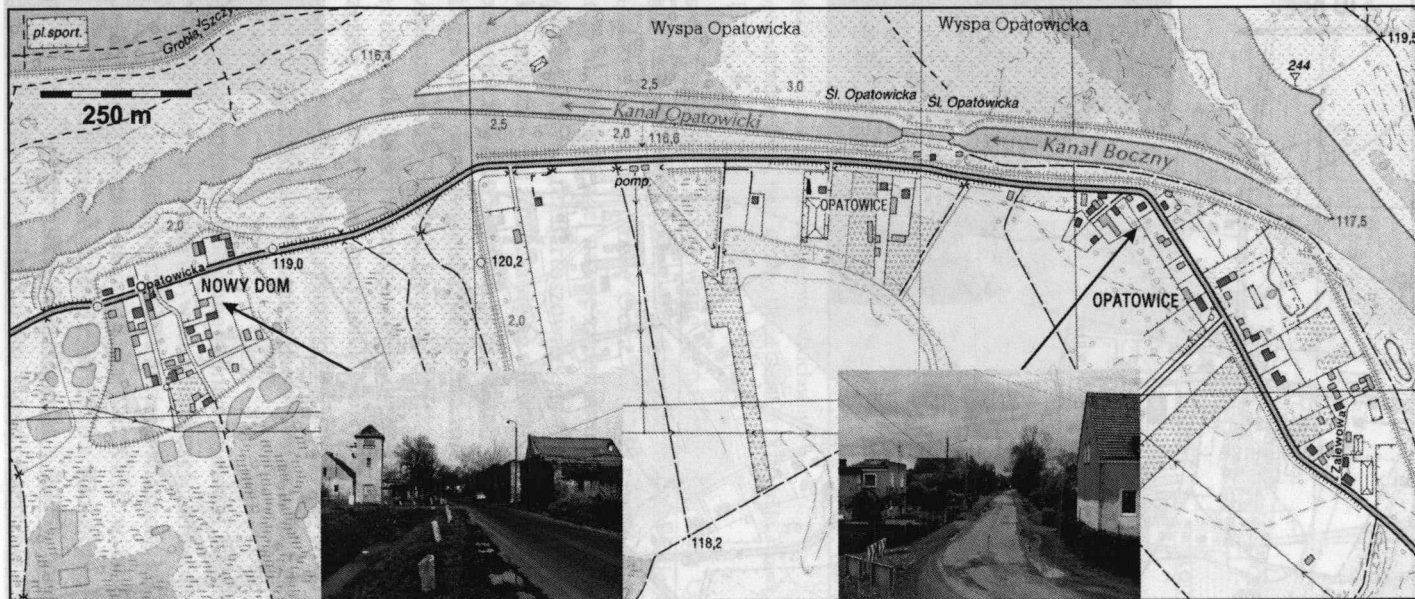 pl.sport.
Grobla Szczy
Wyspa Opatowicka
Wyspa Opatowicka
119,5
116,4
244
250 m
2,5
3,0
Śl. Opatowicka
Śl. Opatowicka
Kanał Opatowicki
2,5
2,0
116,6
Kanał Boczny
pomp.
OPATOWICE
117,5
2,0
119,0
120,2
Opatowicka
NOWY DOM
OPATOWICE
2,0
Zalewowa
118,2